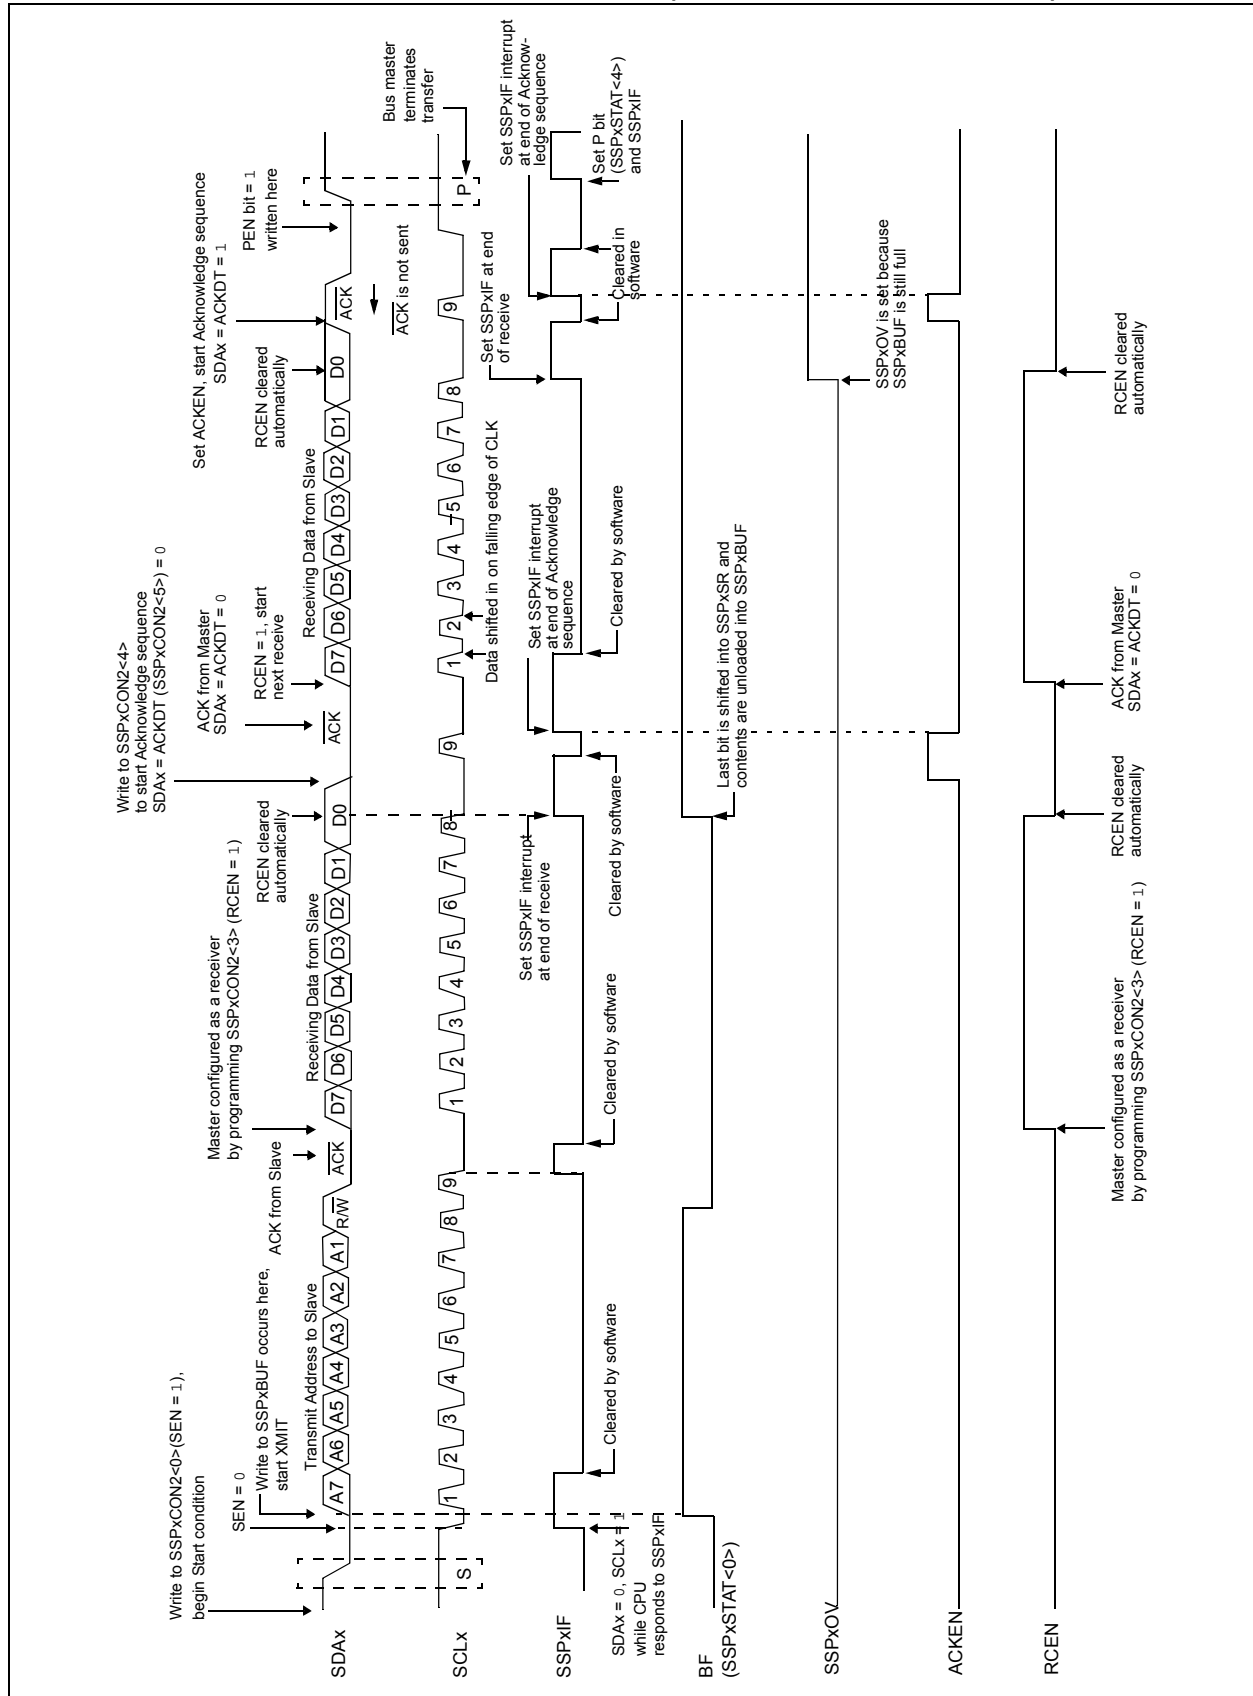 Write to SSPxCON2<0>(SEN = 1),
begin Start condition
SEN = 0
Write to SSPxBUF occurs here,
start XMIT
ACK from Slave
Master configured as a receiver
by programming SSPxCON2<3> (RCEN = 1)
RCEN cleared
automatically
Write to SSPxCON2<4>
to start Acknowledge sequence
SDAx = ACKDT (SSPxCON2<5>) = 0
ACK from Master
SDAx = ACKDT = 0
RCEN = 1, start
next receive
Set ACKEN, start Acknowledge sequence
SDAx = ACKDT = 1
RCEN cleared
automatically
PEN bit = 1
written here
Transmit Address to Slave
Receiving Data from Slave
Receiving Data from Slave
SDAx
A7 A6 A5 A4 A3 A2 A1 R/W ACK
D7 D6 D5 D4 D3 D2 D1 D0 ACK
D7 D6 D5 D4 D3 D2 D1 D0 ACK
ACK is not sent
Bus master
terminates
transfer
SCLx
S 1 2 3 4 5 6 7 8 9
1 2 3 4 5 6 7 8 9
1 2 3 4 5 6 7 8 9 P
Data shifted in on falling edge of CLK
Set SSPxIF interrupt
at end of receive
Set SSPxIF interrupt
at end of Acknowledge
sequence
Set SSPxIF at end
of receive
Set SSPxIF interrupt
at end of Acknow-
ledge sequence
SSPxIF
SDAx = 0, SCLx = 1
while CPU
responds to SSPxIF
Cleared by software
Cleared by software
Cleared by software
Cleared by software
Cleared in
software
Set P bit
(SSPxSTAT<4>)
and SSPxIF
BF
(SSPxSTAT<0>)
Last bit is shifted into SSPxSR and
contents are unloaded into SSPxBUF
SSPxOV
SSPxOV is set because
SSPxBUF is still full
ACKEN
RCEN
Master configured as a receiver
by programming SSPxCON2<3> (RCEN = 1)
RCEN cleared
automatically
ACK from Master
SDAx = ACKDT = 0
RCEN cleared
automatically